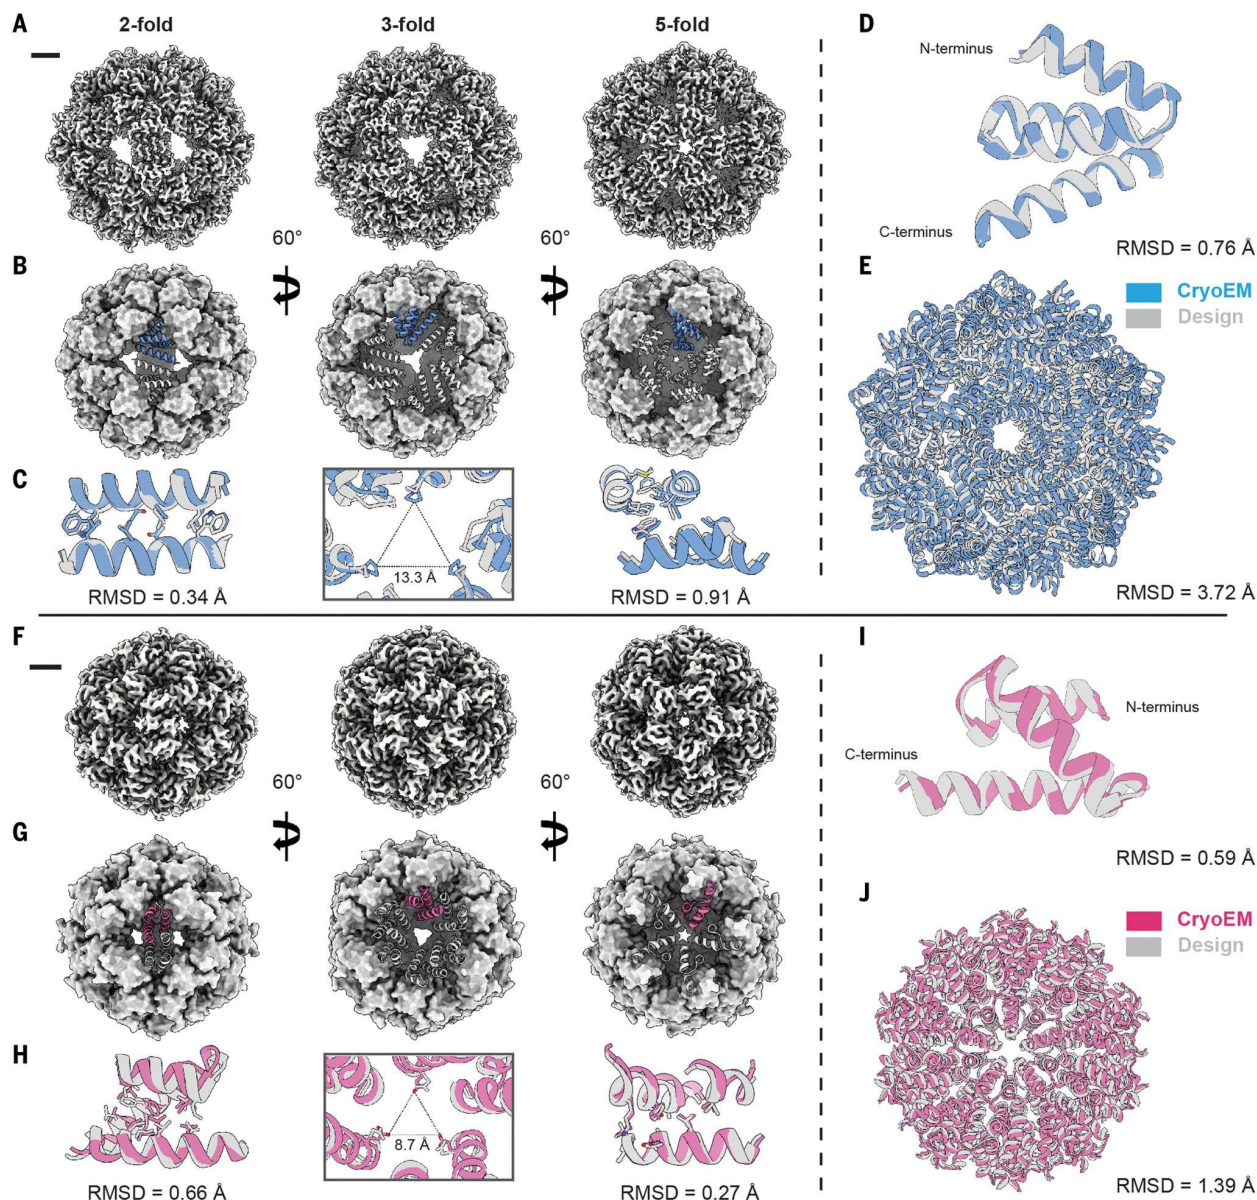 A
2-fold
3-fold
5-fold
60°
60°
B
C
RMSD = 0.34 Å
13.3 Å
RMSD = 0.91 Å
D
N-terminus
C-terminus
RMSD = 0.76 Å
E
CryoEM
Design
RMSD = 3.72 Å
F
60°
60°
G
H
RMSD = 0.66 Å
8.7 Å
RMSD = 0.27 Å
I
N-terminus
C-terminus
RMSD = 0.59 Å
J
CryoEM
Design
RMSD = 1.39 Å